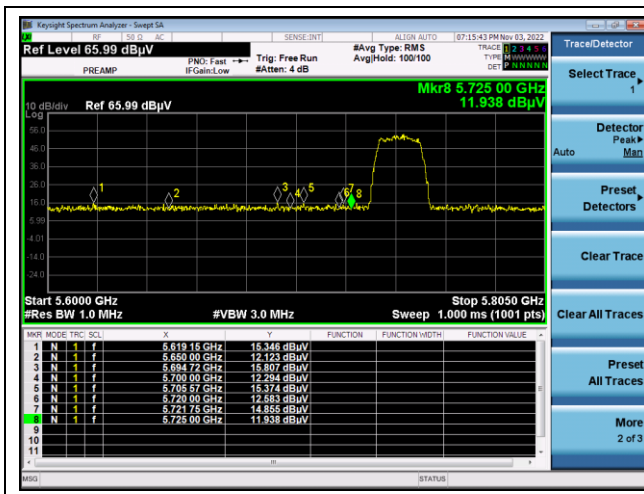 Keysight Spectrum Analyzer - Swept SA
RF 50 Ω AC SENSE:INT ALIGN AUTO 07:15:43 PM Nov 03, 2022
Ref Level 65.99 dBµV
PREAMP
PNO: Fast
IFGain:Low
Trig: Free Run
#Atten: 4 dB
#Avg Type: RMS
Avg|Hold: 100/100
TRACE 1 2 3 4 5 6
TYPE M W W W W W
DET P N N N N N
Mkr8 5.725 00 GHz
11.938 dBµV
10 dB/div Ref 65.99 dBµV
Log
56.0
46.0
36.0
26.0
16.0
5.99
-4.01
-14.0
-24.0
1 2 3 4 5 6 7 8
Start 5.6000 GHz Stop 5.8050 GHz
#Res BW 1.0 MHz #VBW 3.0 MHz Sweep 1.000 ms (1001 pts)
MKR MODE TRC SCL X Y FUNCTION FUNCTION WIDTH FUNCTION VALUE
1 N 1 f 5.619 15 GHz 15.346 dBµV
2 N 1 f 5.650 00 GHz 12.123 dBµV
3 N 1 f 5.694 72 GHz 15.807 dBµV
4 N 1 f 5.700 00 GHz 12.294 dBµV
5 N 1 f 5.705 57 GHz 15.374 dBµV
6 N 1 f 5.720 00 GHz 12.583 dBµV
7 N 1 f 5.721 75 GHz 14.855 dBµV
8 N 1 f 5.725 00 GHz 11.938 dBµV
9
10
11
MSG STATUS
Trace/Detector
Select Trace
1
Detector
Peak
Auto Man
Preset
Detectors
Clear Trace
Clear All Traces
Preset
All Traces
More
2 of 3